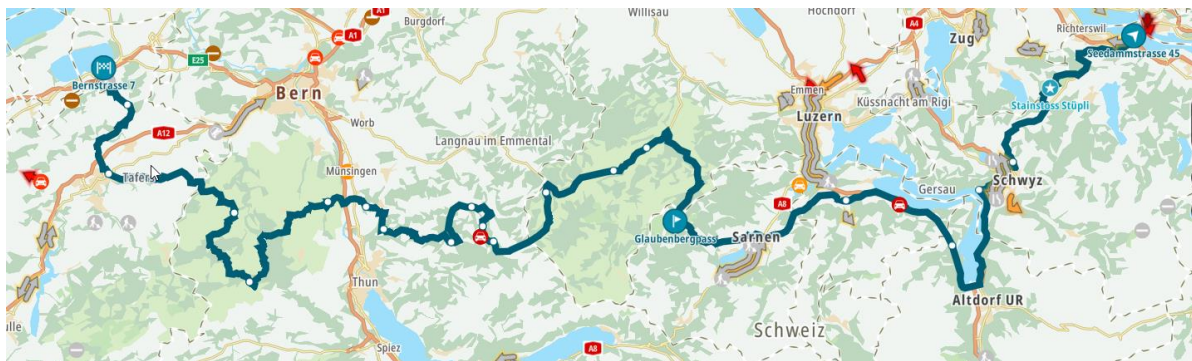 Burgdorf
A1
A1
Willisau
Hochdorf
A4
Zug
Richterswil
Seedammstrasse 45
E25
Bernstrasse 7
Bern
Emmen
Küssnacht am Rigi
Stainstoss Stüpli
Luzern
A12
Worb
Langnau im Emmental
Tafers
Münsingen
Gersau
Schwyz
A8
Glaubenbergpass
Sarnen
Thun
Altdorf UR
ulle
Schweiz
Spiez
A8